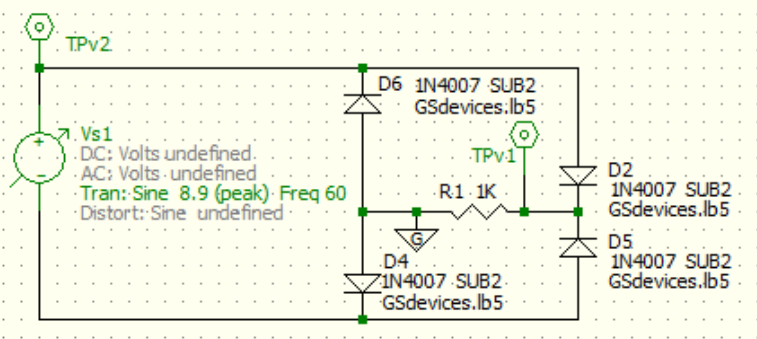 TPv2
D6 1N4007 SUB2
GSdevices.lb5
Vs1
+
DC: Volts undefined
AC: Volts undefined
Tran: Sine 8.9 (peak) Freq 60
Distort: Sine undefined
-
TPv1
R1 1K
G
D2
1N4007 SUB2
GSdevices.lb5
D4
1N4007 SUB2
GSdevices.lb5
D5
1N4007 SUB2
GSdevices.lb5